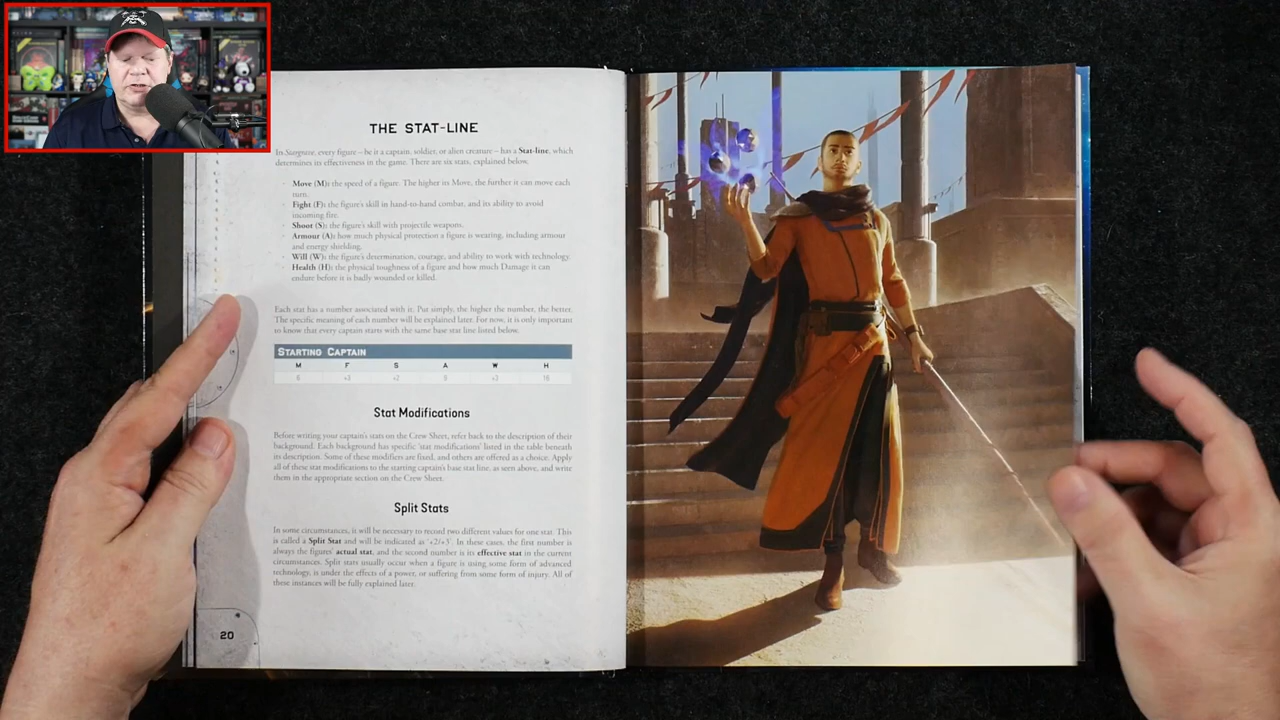 THE STAT-LINE
In Stargrave, every figure – be it a captain, soldier, or alien creature – has a Stat-line, which
determines its effectiveness in the game. There are six stats, explained below.
Move (M): the speed of a figure. The higher its Move, the further it can move each
turn.
Fight (F): the figure's skill in hand-to-hand combat, and its ability to avoid
incoming fire.
Shoot (S): the figure's skill with projectile weapons.
Armour (A): how much physical protection a figure is wearing, including armour
and energy shielding.
Will (W): the figure's determination, courage, and ability to work with technology.
Health (H): the physical toughness of a figure and how much Damage it can
endure before it is badly wounded or killed.
Each stat has a number associated with it. Put simply, the higher the number, the better.
The specific meaning of each number will be explained later. For now, it is only important
to know that every captain starts with the same base stat line listed below.
STARTING CAPTAIN
M F S A W H
6 +3 +2 9 +3 16
Stat Modifications
Before writing your captain's stats on the Crew Sheet, refer back to the description of their
background. Each background has specific 'stat modifications' listed in the table beneath
its description. Some of these modifiers are fixed, and others are offered as a choice. Apply
all of these stat modifications to the starting captain's base stat line, as seen above, and write
them in the appropriate section on the Crew Sheet.
Split Stats
In some circumstances, is will be necessary to record two different values for one stat. This
is called a Split Stat and will be indicated as '+2/+3'. In these cases, the first number is
always the figures' actual stat, and the second number is its effective stat in the current
circumstances. Split stats usually occur when a figure is using some form of advanced
technology, is under the effects of a power, or suffering from some form of injury. All of
these instances will be fully explained later.
20